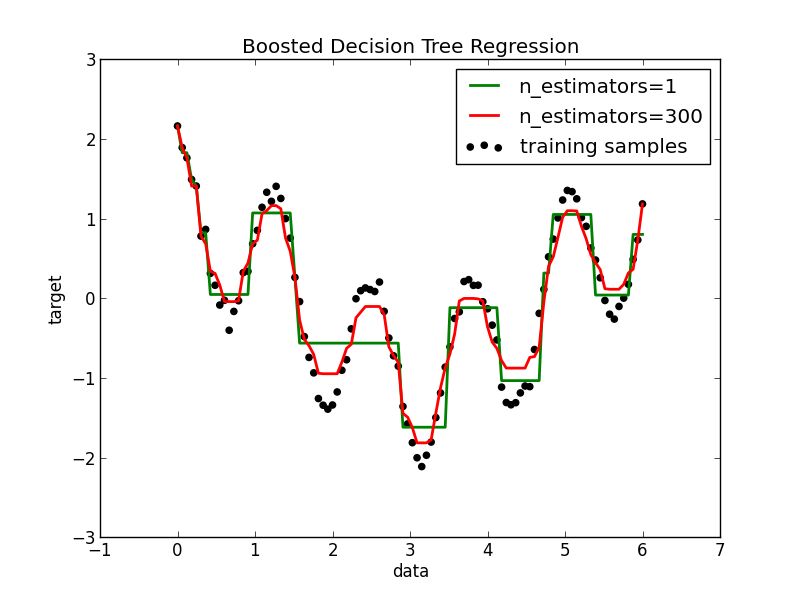 Boosted Decision Tree Regression
n_estimators=1
n_estimators=300
training samples
target
3
2
1
0
−1
−2
−3
−1 0 1 2 3 4 5 6 7
data